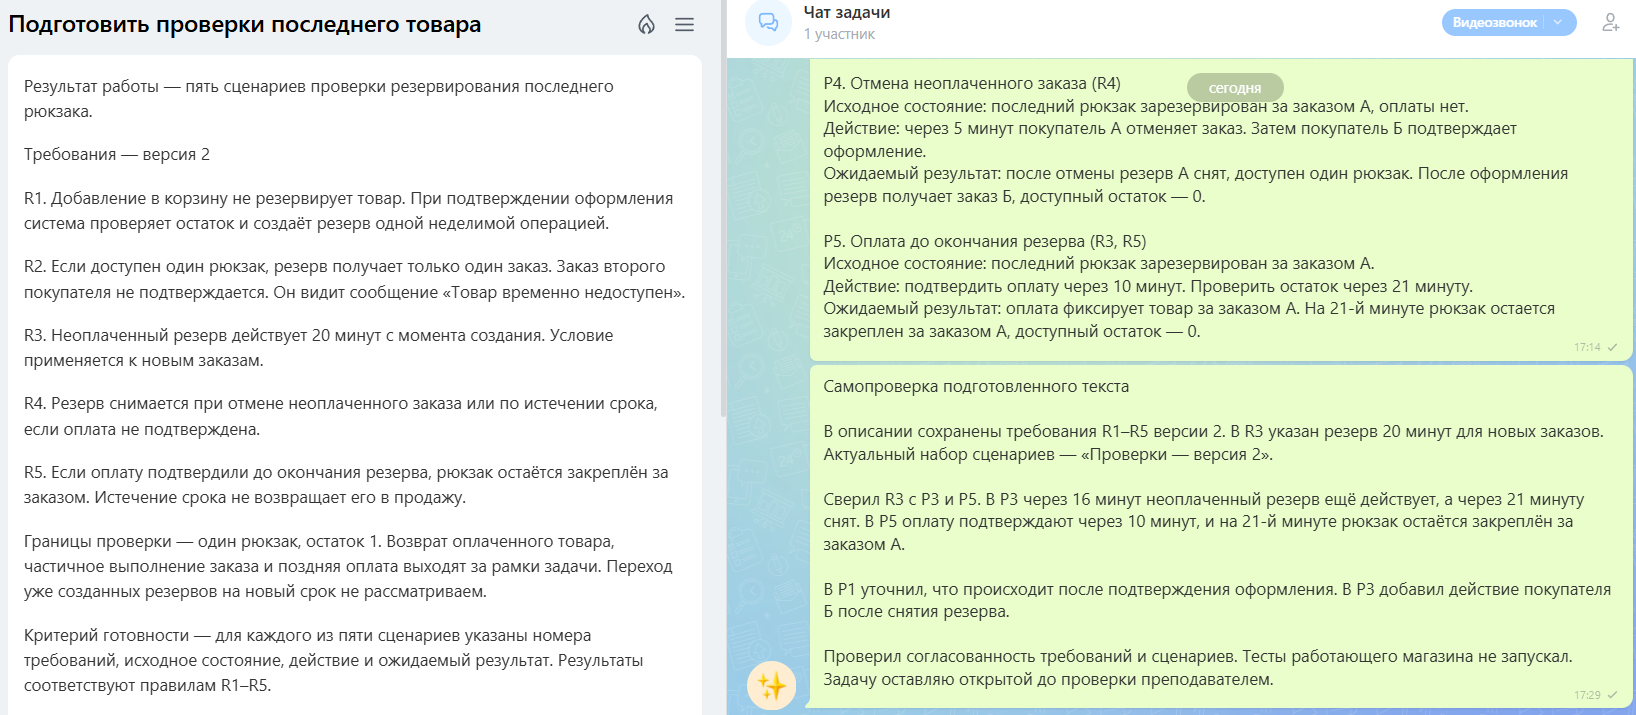 Подготовить проверки последнего товара
Результат работы — пять сценариев проверки резервирования последнего
рюкзака.
Требования — версия 2
R1. Добавление в корзину не резервирует товар. При подтверждении оформления
система проверяет остаток и создаёт резерв одной неделимой операцией.
R2. Если доступен один рюкзак, резерв получает только один заказ. Заказ второго
покупателя не подтверждается. Он видит сообщение «Товар временно недоступен».
R3. Неоплаченный резерв действует 20 минут с момента создания. Условие
применяется к новым заказам.
R4. Резерв снимается при отмене неоплаченного заказа или по истечении срока,
если оплата не подтверждена.
R5. Если оплату подтвердили до окончания резерва, рюкзак остаётся закреплён за
заказом. Истечение срока не возвращает его в продажу.
Границы проверки — один рюкзак, остаток 1. Возврат оплаченного товара,
частичное выполнение заказа и поздняя оплата выходят за рамки задачи. Переход
уже созданных резервов на новый срок не рассматриваем.
Критерий готовности — для каждого из пяти сценариев указаны номера
требований, исходное состояние, действие и ожидаемый результат. Результаты
соответствуют правилам R1–R5.
Чат задачи
1 участник
Видеозвонок
сегодня
P4. Отмена неоплаченного заказа (R4)
Исходное состояние: последний рюкзак зарезервирован за заказом А, оплаты нет.
Действие: через 5 минут покупатель А отменяет заказ. Затем покупатель Б подтверждает
оформление.
Ожидаемый результат: после отмены резерв А снят, доступен один рюкзак. После оформления
резерв получает заказ Б, доступный остаток — 0.
P5. Оплата до окончания резерва (R3, R5)
Исходное состояние: последний рюкзак зарезервирован за заказом А.
Действие: подтвердить оплату через 10 минут. Проверить остаток через 21 минуту.
Ожидаемый результат: оплата фиксирует товар за заказом А. На 21-й минуте рюкзак остается
закреплен за заказом А, доступный остаток — 0.
17:14
Самопроверка подготовленного текста
В описании сохранены требования R1–R5 версии 2. В R3 указан резерв 20 минут для новых заказов.
Актуальный набор сценариев — «Проверки — версия 2».
Сверил R3 с P3 и P5. В P3 через 16 минут неоплаченный резерв ещё действует, а через 21 минуту
снят. В P5 оплату подтверждают через 10 минут, и на 21-й минуте рюкзак остаётся закреплён за
заказом А.
В P1 уточнил, что происходит после подтверждения оформления. В P3 добавил действие покупателя
Б после снятия резерва.
Проверил согласованность требований и сценариев. Тесты работающего магазина не запускал.
Задачу оставляю открытой до проверки преподавателем.
17:29